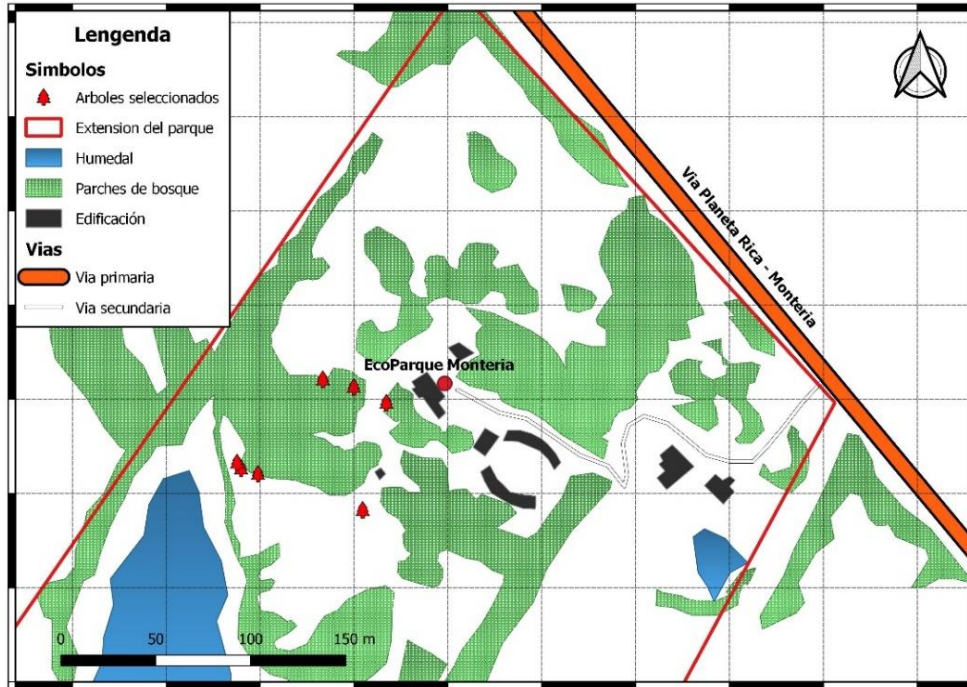 Lengenda
Simbolos
Arboles seleccionados
Extension del parque
Humedal
Parches de bosque
Edificación
Vias
Via primaria
Via secundaria
Via Planeta Rica - Monteria
EcoParque Monteria
0 50 100 150 m